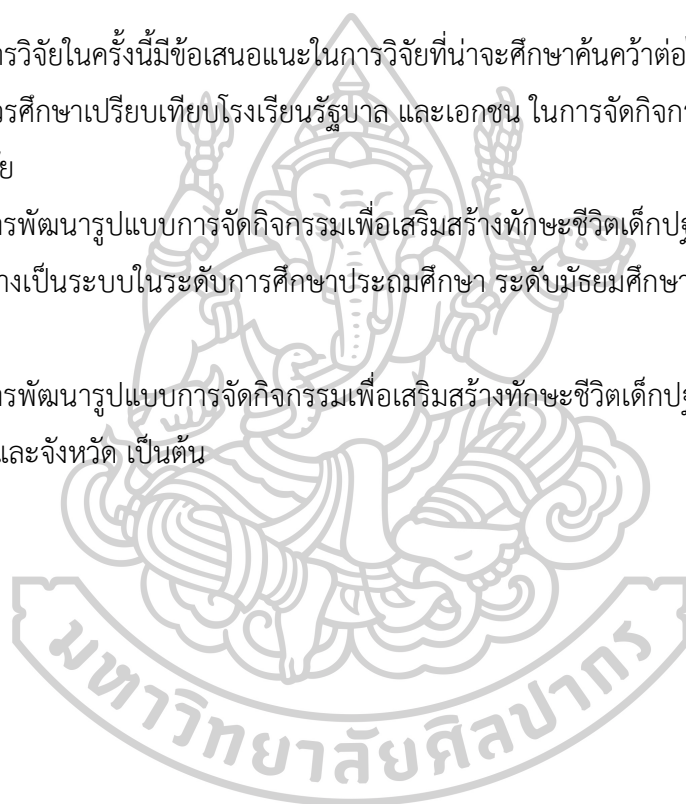 ารวิจัยในครั้งนี้มีข้อเสนอแนะในการวิจัยที่น่าจะศึกษาค้นคว้าต่อ
วรศึกษาเปรียบเทียบโรงเรียนรัฐบาล และเอกชน ในการจัดกิจก
ัย
ารพัฒนารูปแบบการจัดกิจกรรมเพื่อเสริมสร้างทักษะชีวิตเด็กปฐ
างเป็นระบบในระดับการศึกษาประถมศึกษา ระดับมัธยมศึกษา
ารพัฒนารูปแบบการจัดกิจกรรมเพื่อเสริมสร้างทักษะชีวิตเด็กปฐ
และจังหวัด เป็นต้น
มหาวิทยาลัยศิลปากร